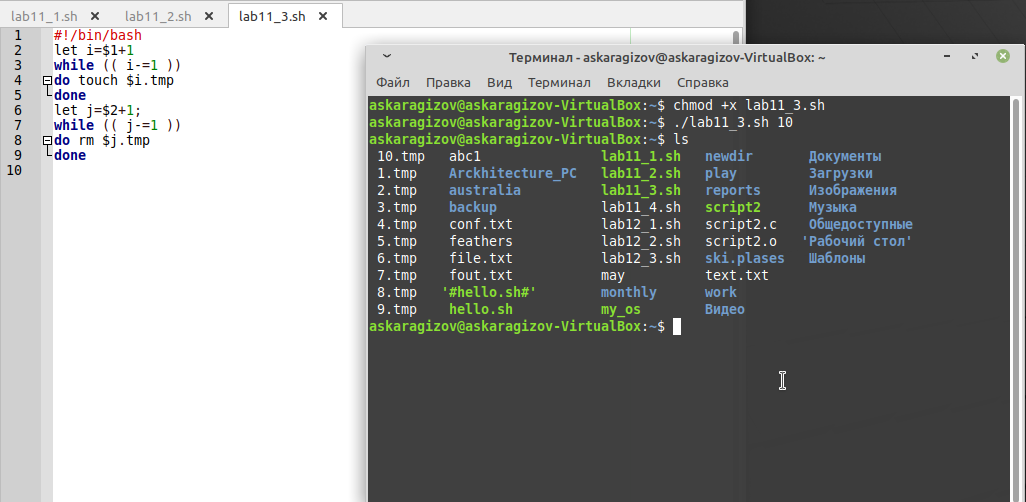 lab11_1.sh ✕ lab11_2.sh ✕ lab11_3.sh ✕
1 #!/bin/bash
2 let i=$1+1
3 while (( i-=1 ))
4 do touch $i.tmp
5 done
6 let j=$2+1;
7 while (( j-=1 ))
8 do rm $j.tmp
9 done
10
Терминал - askaragizov@askaragizov-VirtualBox: ~
Файл Правка Вид Терминал Вкладки Справка
askaragizov@askaragizov-VirtualBox:~$ chmod +x lab11_3.sh
askaragizov@askaragizov-VirtualBox:~$ ./lab11_3.sh 10
askaragizov@askaragizov-VirtualBox:~$ ls
10.tmp abc1 lab11_1.sh newdir Документы
1.tmp Arckhitecture_PC lab11_2.sh play Загрузки
2.tmp australia lab11_3.sh reports Изображения
3.tmp backup lab11_4.sh script2 Музыка
4.tmp conf.txt lab12_1.sh script2.c Общедоступные
5.tmp feathers lab12_2.sh script2.o 'Рабочий стол'
6.tmp file.txt lab12_3.sh ski.plases Шаблоны
7.tmp fout.txt may text.txt
8.tmp '#hello.sh#' monthly work
9.tmp hello.sh my_os Видео
askaragizov@askaragizov-VirtualBox:~$